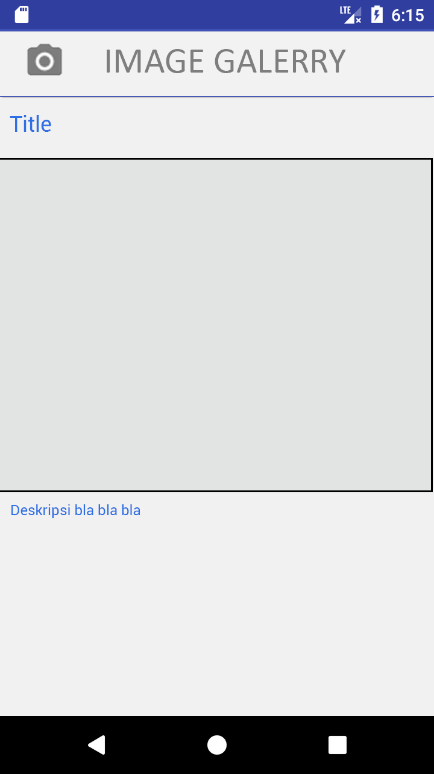 LTE 6:15
IMAGE GALERRY
Title
Deskripsi bla bla bla